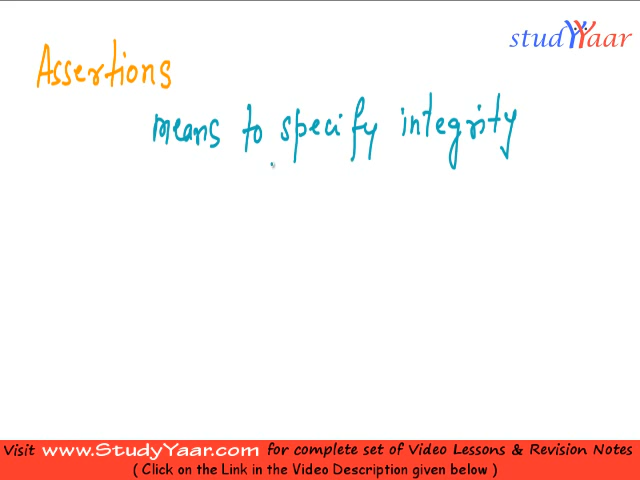 studYYaar
Assertions
means to specify integrity
Visit www.StudyYaar.com for complete set of Video Lessons & Revision Notes
( Click on the Link in the Video Description given below )